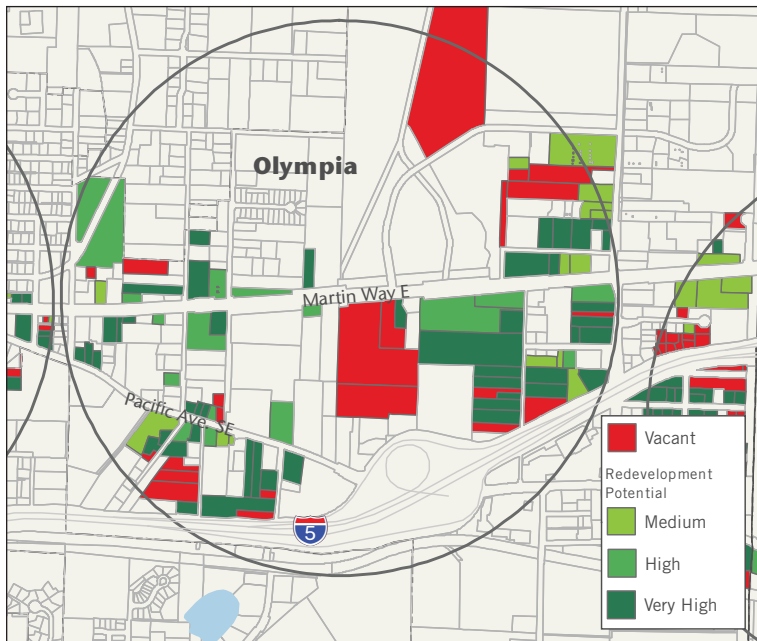 Olympia
Martin Way E
Pacific Ave. SE
5
Vacant
Redevelopment
Potential
Medium
High
Very High